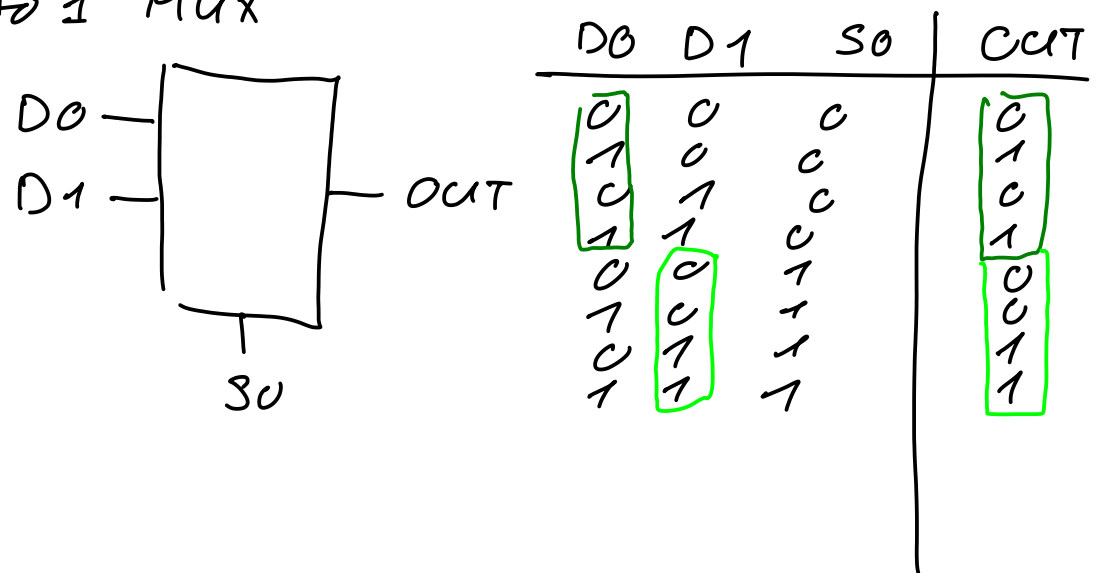 to 1 MUX
D0
D1
OUT
S0
D0 D1 S0 OUT
0 0 0 0
1 0 0 1
0 1 0 0
1 1 0 1
0 0 1 0
1 0 1 0
0 1 1 1
1 1 1 1